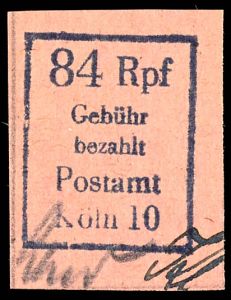 84 Rpf
Gebühr
bezahlt
Postamt
Köln 10